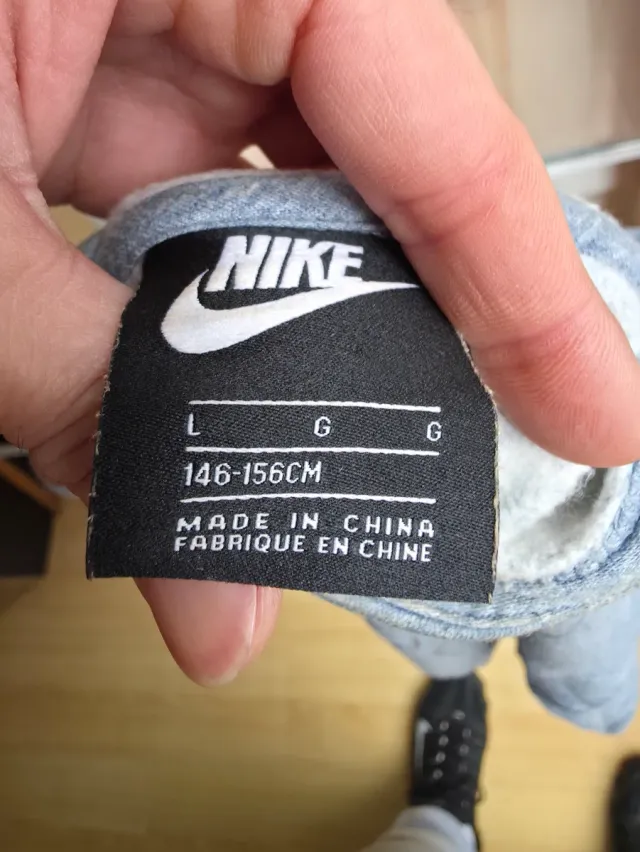 NIKE
L G G
146-156CM
MADE IN CHINA
FABRIQUE EN CHINE